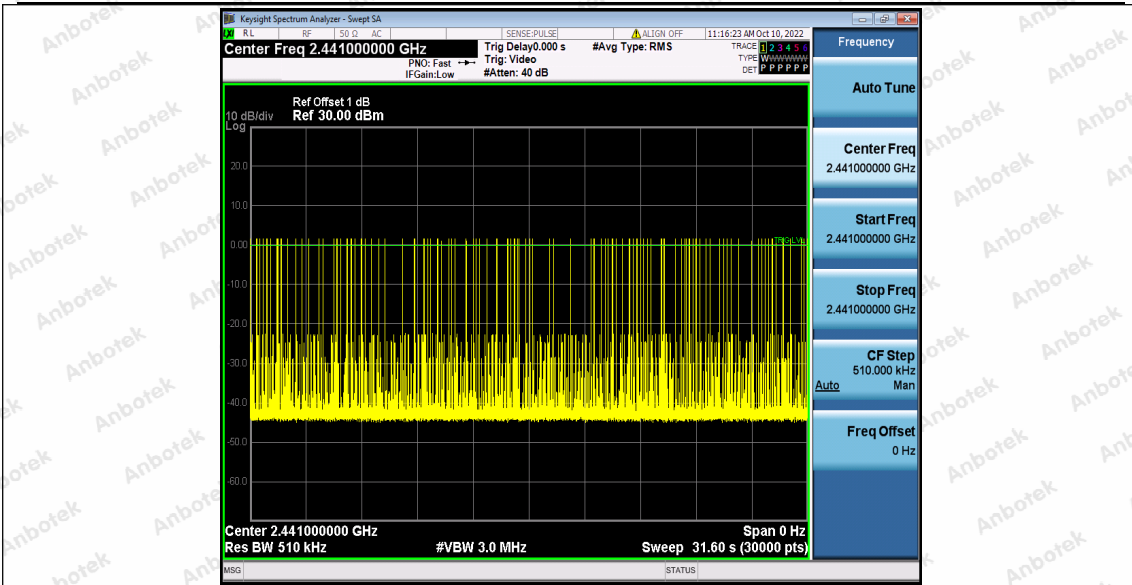 Keysight Spectrum Analyzer - Swept SA
RL RF 50 Ω AC SENSE:PULSE ALIGN OFF 11:16:23 AM Oct 10, 2022
Center Freq 2.441000000 GHz
PNO: Fast
IFGain:Low
Trig Delay0.000 s
Trig: Video
#Atten: 40 dB
#Avg Type: RMS
TRACE 1 2 3 4 5 6
TYPE WWWWWW
DET P P P P P P
Ref Offset 1 dB
10 dB/div Ref 30.00 dBm
Log
20.0
10.0
0.00
TRIG LVL
-10.0
-20.0
-30.0
-40.0
-50.0
-60.0
Center 2.441000000 GHz Span 0 Hz
Res BW 510 kHz #VBW 3.0 MHz Sweep 31.60 s (30000 pts)
MSG STATUS
Frequency
Auto Tune
Center Freq
2.441000000 GHz
Start Freq
2.441000000 GHz
Stop Freq
2.441000000 GHz
CF Step
510.000 kHz
Auto Man
Freq Offset
0 Hz
Anbotek